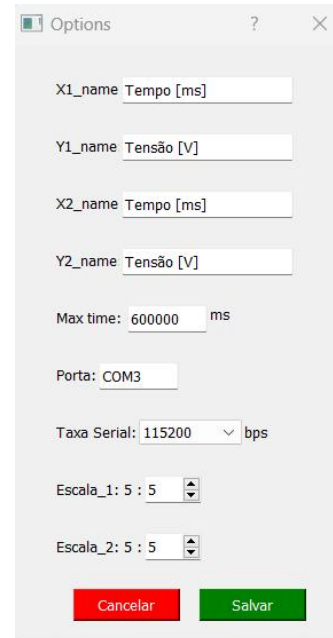 Options ?
X1_name Tempo [ms]
Y1_name Tensão [V]
X2_name Tempo [ms]
Y2_name Tensão [V]
Max time: 600000 ms
Porta: COM3
Taxa Serial: 115200 bps
Escala_1: 5 : 5
Escala_2: 5 : 5
Cancelar Salvar